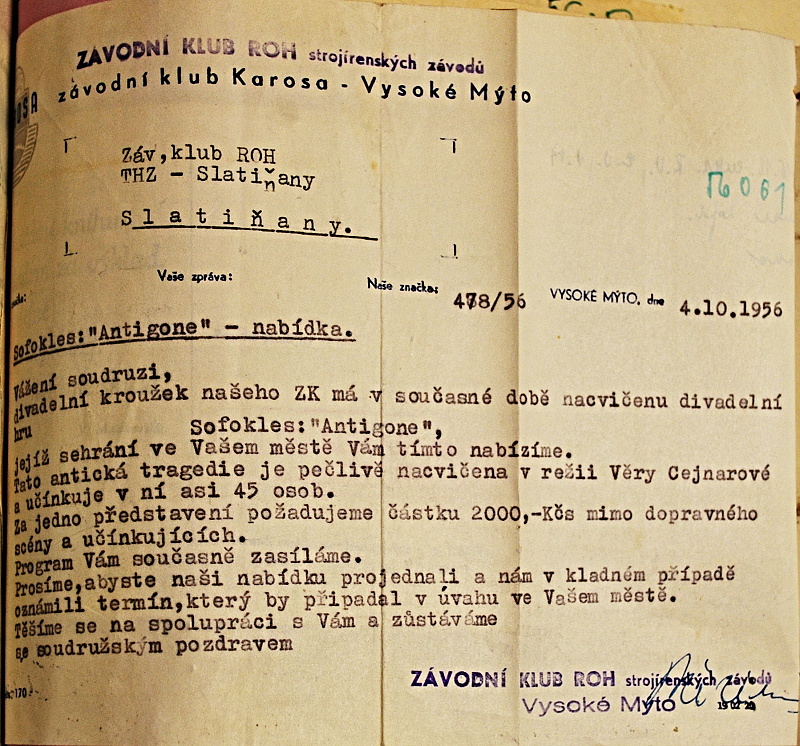 ZÁVODNÍ KLUB ROH strojírenských závodů
závodní klub Karosa - Vysoké Mýto
OSA
Záv,klub ROH
THZ - Slatiňany
Slatiňany.
Vaše zpráva:
Naše značka:
478/56
VYSOKÉ MÝTO, dne
4.10.1956
Sofokles:"Antigone" - nabídka.
Vážení soudruzi,
divadelní kroužek našeho ZK má v současné době nacvičenu divadelní
hru
Sofokles:"Antigone",
jejíž sehrání ve Vašem městě Vám tímto nabízíme.
Tato antická tragedie je pečlivě nacvičena v režii Věry Cejnarové
a učinkuje v ní asi 45 osob.
Za jedno představení požadujeme částku 2000,-Kčs mimo dopravného
scény a učinkujících.
Program Vám současně zasíláme.
Prosíme,abyste naši nabídku projednali a nám v kladném případě
oznámili termín,který by připadal v úvahu ve Vašem městě.
Těšíme se na spolupráci s Vám a zůstáváme
se soudružským pozdravem
ZÁVODNÍ KLUB ROH strojírenských závodů
Vysoké Mýto
170